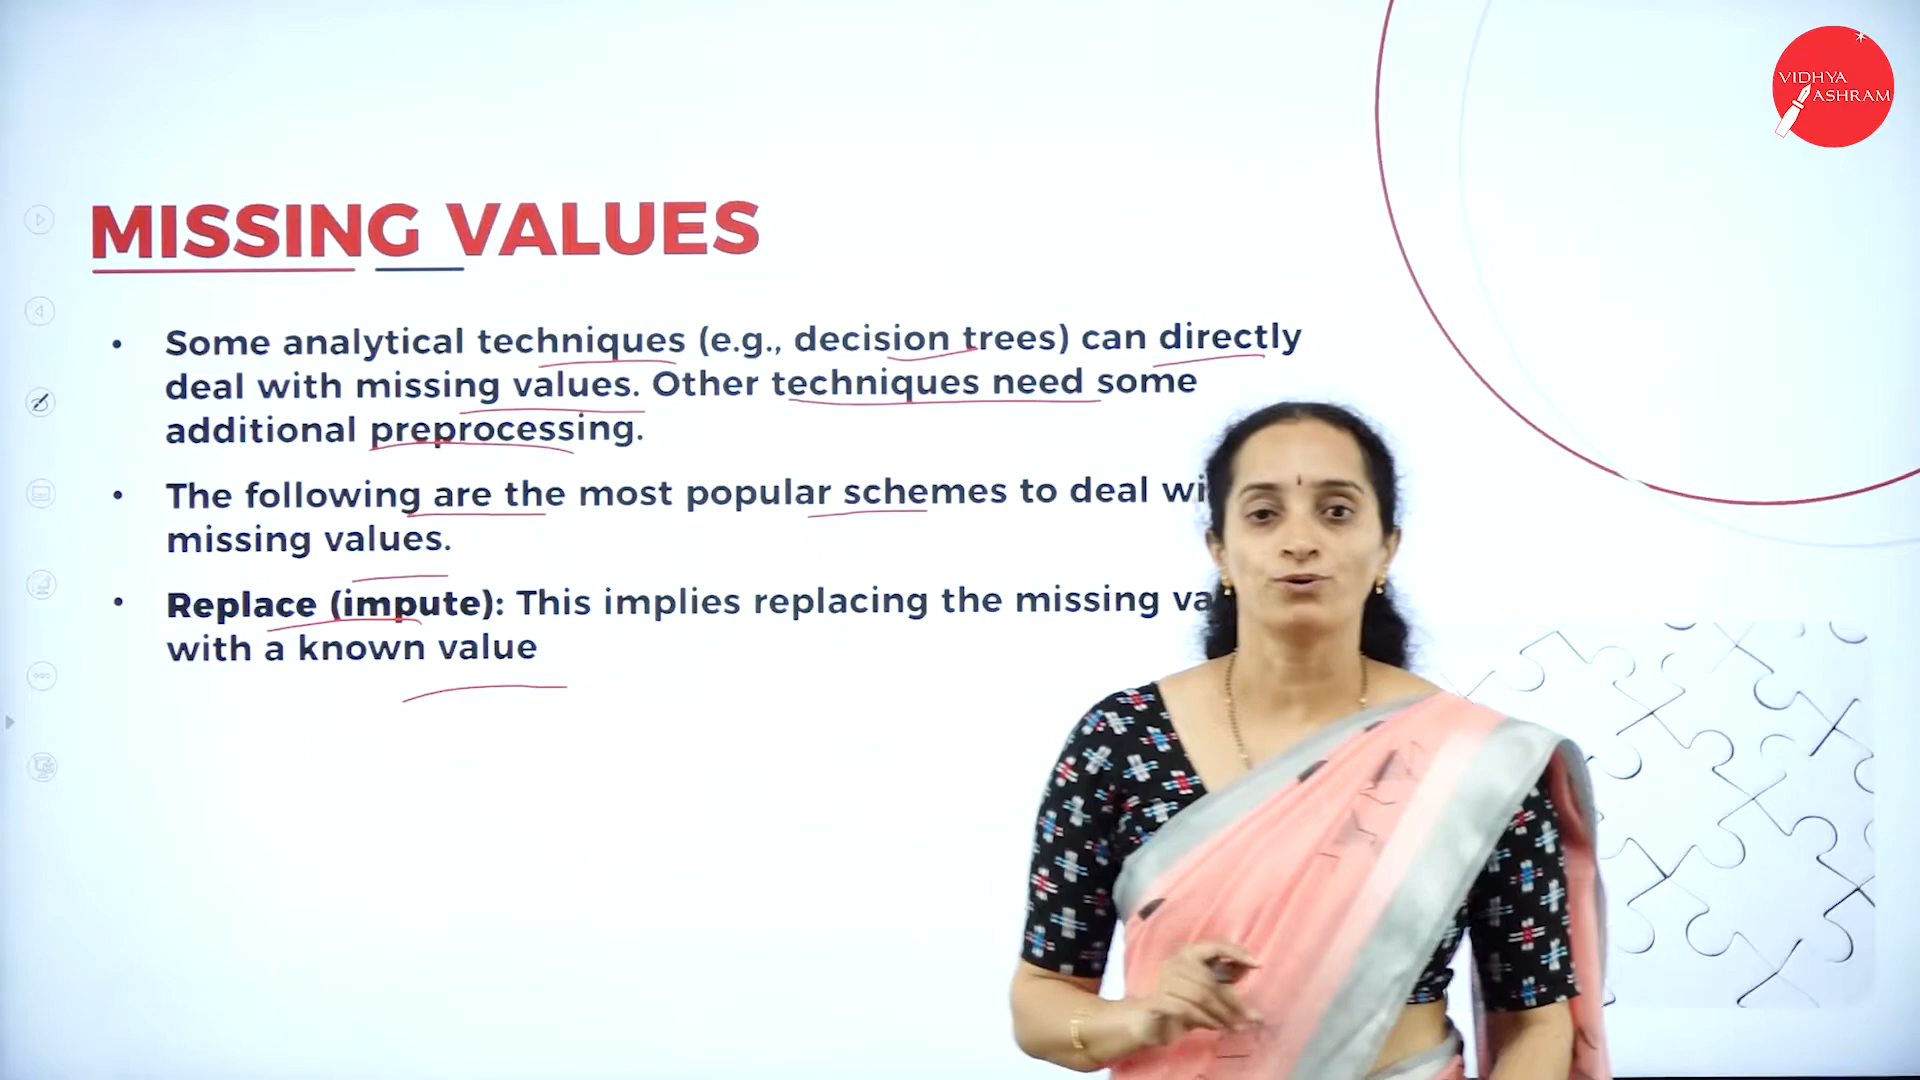 VIDHYA
ASHRAM
MISSING VALUES
• Some analytical techniques (e.g., decision trees) can directly
deal with missing values. Other techniques need some
additional preprocessing.
• The following are the most popular schemes to deal
missing values.
• Replace (impute): This implies replacing the missing
with a known value